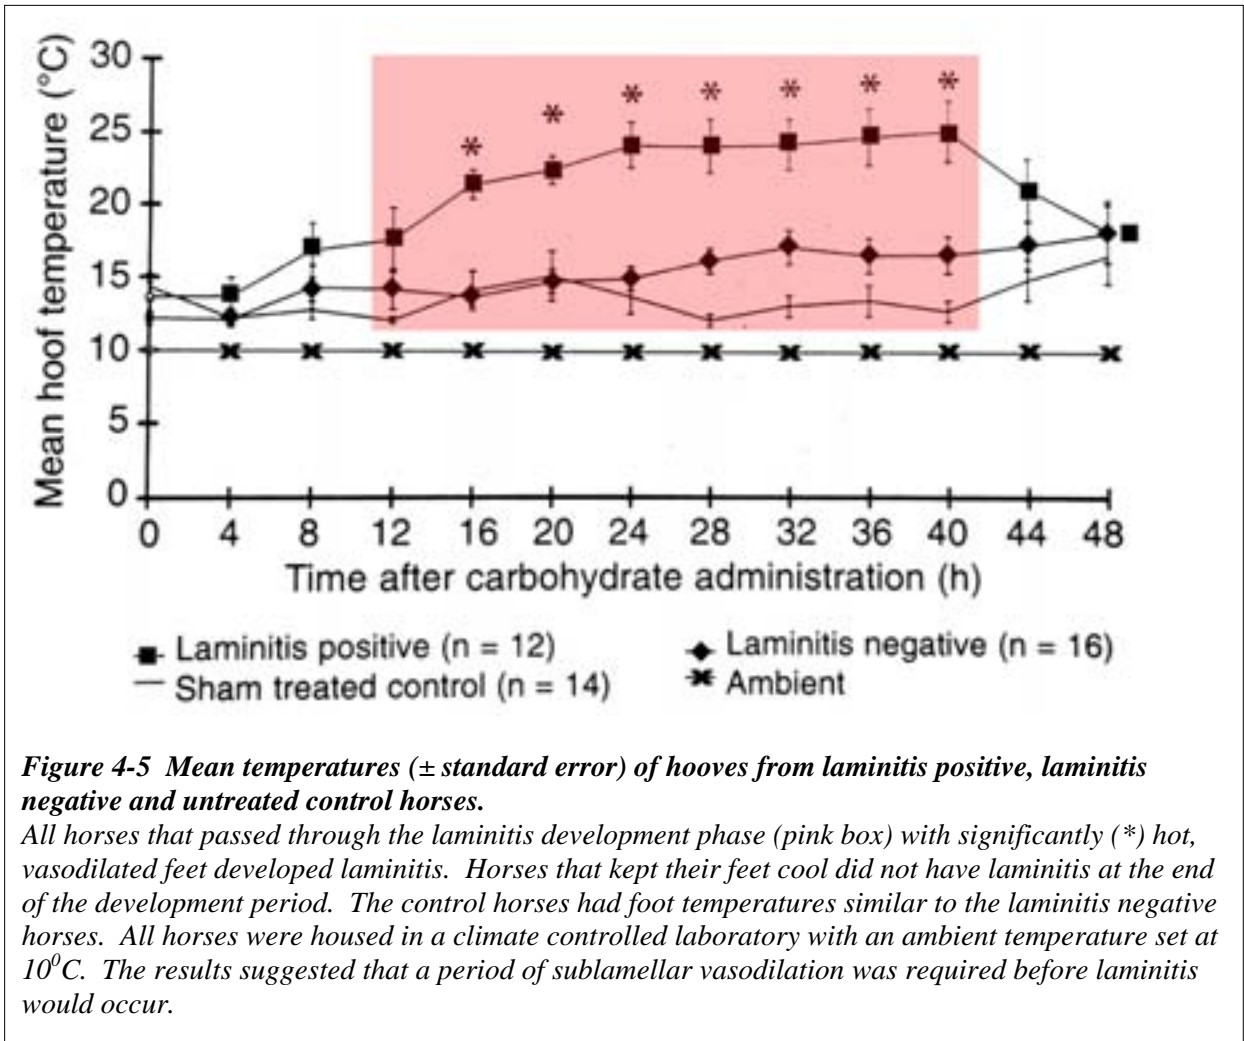 Mean hoof temperature (°C)
30
25
20
15
10
5
0
* * * * * * *
0 4 8 12 16 20 24 28 32 36 40 44 48
Time after carbohydrate administration (h)
Laminitis positive (n = 12)
Laminitis negative (n = 16)
Sham treated control (n = 14)
Ambient
Figure 4-5 Mean temperatures (± standard error) of hooves from laminitis positive, laminitis
negative and untreated control horses.
All horses that passed through the laminitis development phase (pink box) with significantly (*) hot,
vasodilated feet developed laminitis. Horses that kept their feet cool did not have laminitis at the end
of the development period. The control horses had foot temperatures similar to the laminitis negative
horses. All horses were housed in a climate controlled laboratory with an ambient temperature set at
10⁰C. The results suggested that a period of sublamellar vasodilation was required before laminitis
would occur.